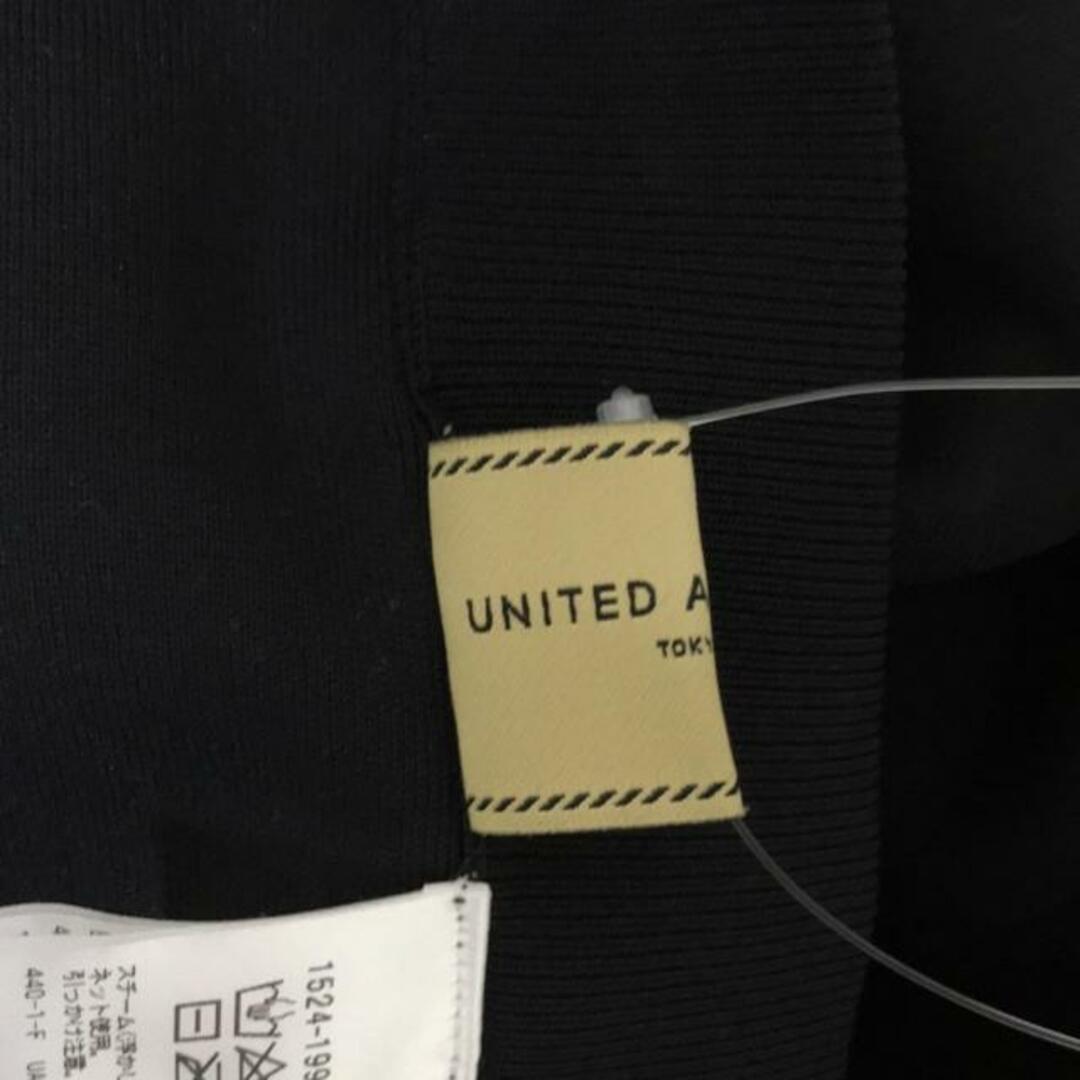 UNITED A
TOKY
1524-199
スチーム(浮かし
ネット使用。
引っかけ注意。
440-1-F UA